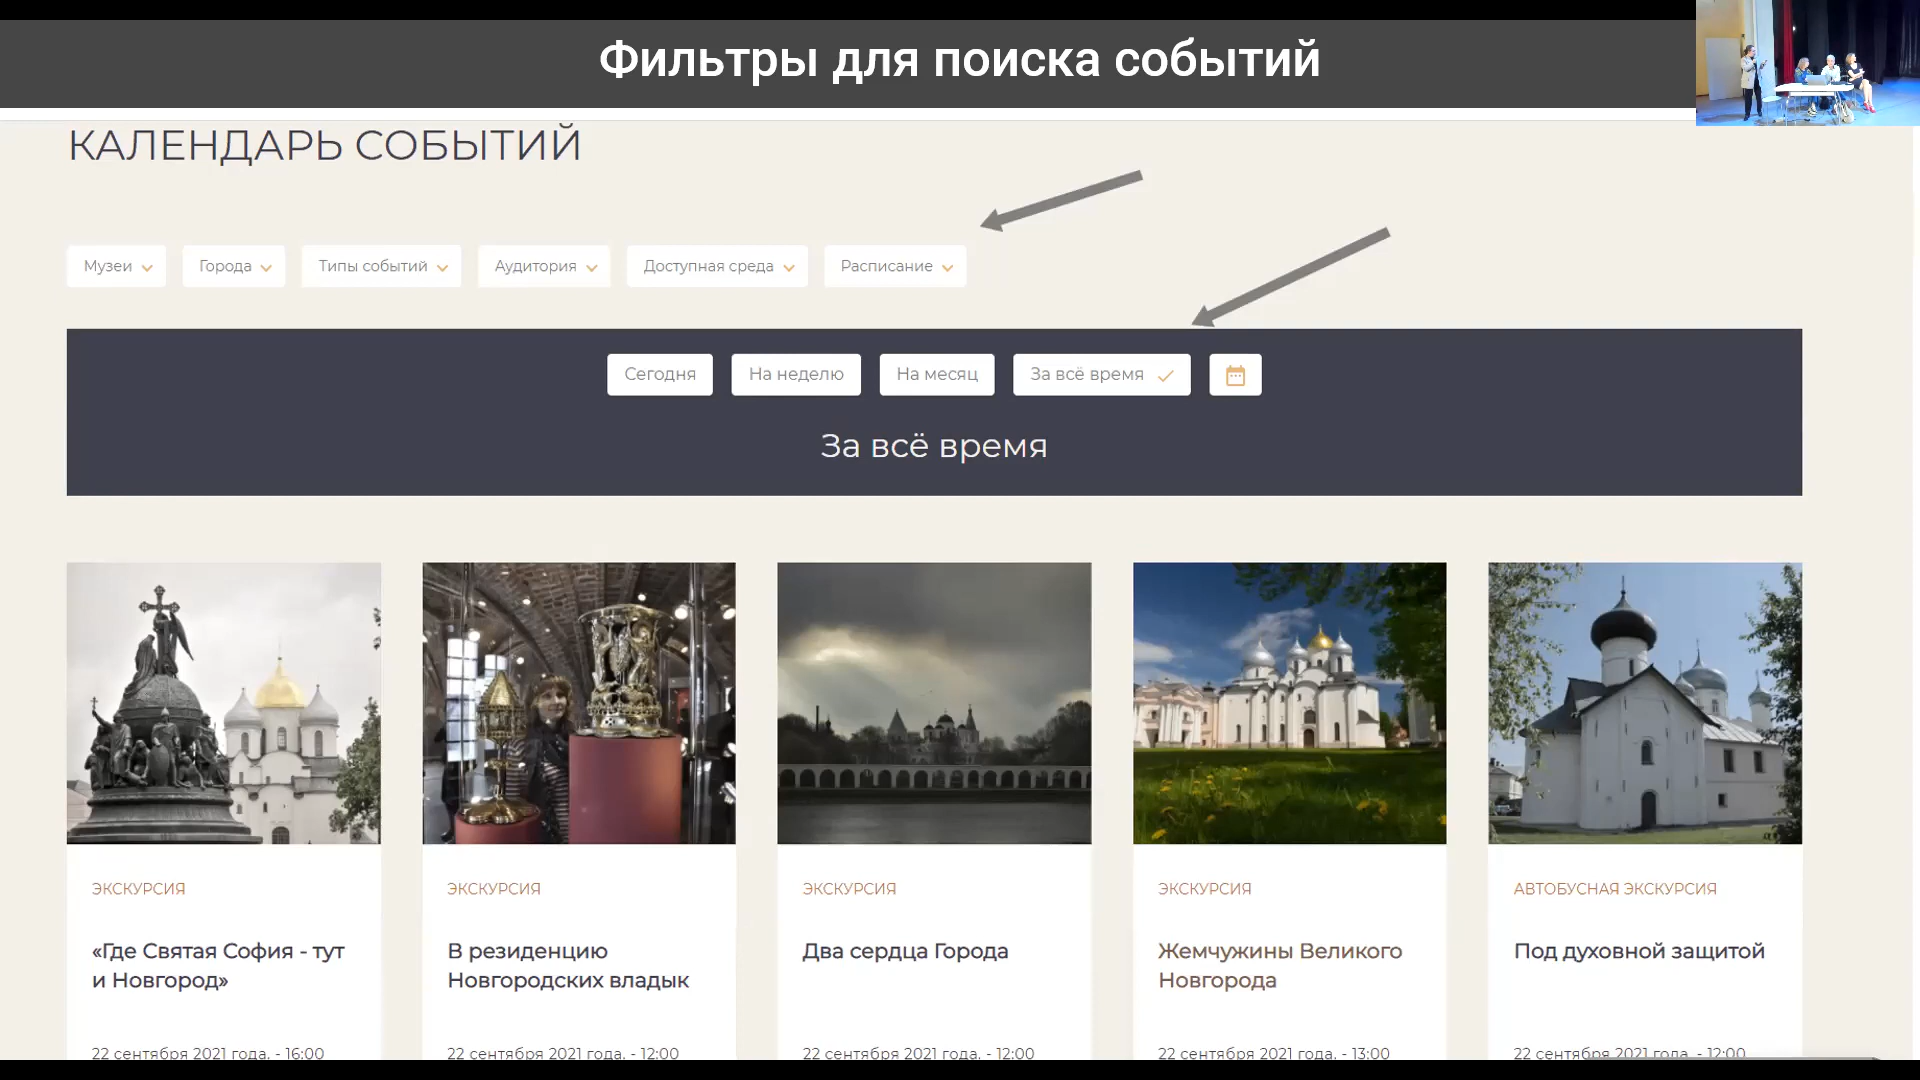 Фильтры для поиска событий
КАЛЕНДАРЬ СОБЫТИЙ
Музеи
Города
Типы событий
Аудитория
Доступная среда
Расписание
Сегодня
На неделю
На месяц
За всё время
За всё время
ЭКСКУРСИЯ
«Где Святая София - тут
и Новгород»
22 сентября 2021 года. - 16:00
ЭКСКУРСИЯ
В резиденцию
Новгородских владык
22 сентября 2021 года. - 12:00
ЭКСКУРСИЯ
Два сердца Города
22 сентября 2021 года. - 12:00
ЭКСКУРСИЯ
Жемчужины Великого
Новгорода
22 сентября 2021 года. - 13:00
АВТОБУСНАЯ ЭКСКУРСИЯ
Под духовной защитой
22 сентября 2021 года. - 12:00